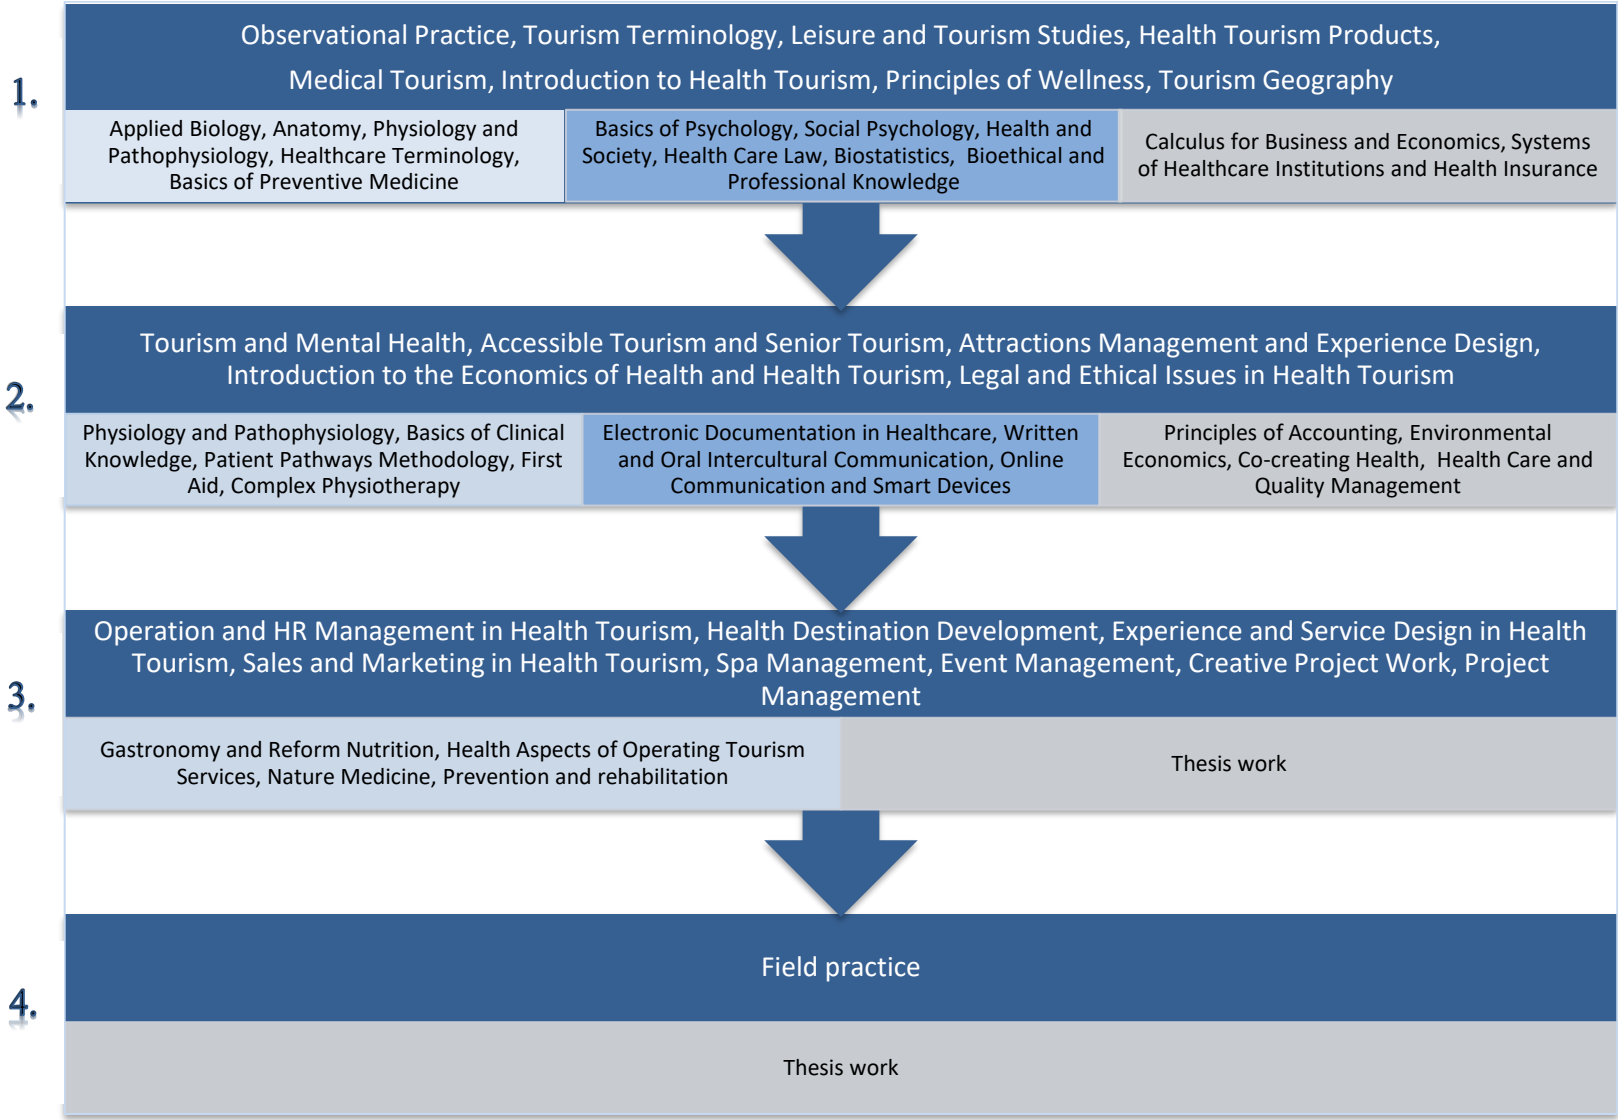 1.
Observational Practice, Tourism Terminology, Leisure and Tourism Studies, Health Tourism Products,
Medical Tourism, Introduction to Health Tourism, Principles of Wellness, Tourism Geography
Applied Biology, Anatomy, Physiology and
Pathophysiology, Healthcare Terminology,
Basics of Preventive Medicine
Basics of Psychology, Social Psychology, Health and
Society, Health Care Law, Biostatistics, Bioethical and
Professional Knowledge
Calculus for Business and Economics, Systems
of Healthcare Institutions and Health Insurance
2.
Tourism and Mental Health, Accessible Tourism and Senior Tourism, Attractions Management and Experience Design,
Introduction to the Economics of Health and Health Tourism, Legal and Ethical Issues in Health Tourism
Physiology and Pathophysiology, Basics of Clinical
Knowledge, Patient Pathways Methodology, First
Aid, Complex Physiotherapy
Electronic Documentation in Healthcare, Written
and Oral Intercultural Communication, Online
Communication and Smart Devices
Principles of Accounting, Environmental
Economics, Co-creating Health, Health Care and
Quality Management
3.
Operation and HR Management in Health Tourism, Health Destination Development, Experience and Service Design in Health
Tourism, Sales and Marketing in Health Tourism, Spa Management, Event Management, Creative Project Work, Project
Management
Gastronomy and Reform Nutrition, Health Aspects of Operating Tourism
Services, Nature Medicine, Prevention and rehabilitation
Thesis work
4.
Field practice
Thesis work